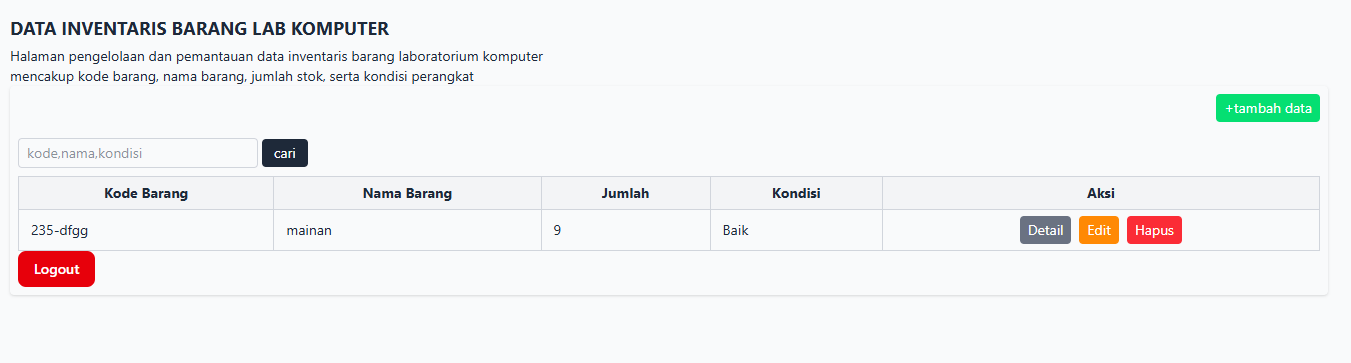 DATA INVENTARIS BARANG LAB KOMPUTER
Halaman pengelolaan dan pemantauan data inventaris barang laboratorium komputer
mencakup kode barang, nama barang, jumlah stok, serta kondisi perangkat
+tambah data
kode,nama,kondisi cari
Kode Barang Nama Barang Jumlah Kondisi Aksi
235-dfgg mainan 9 Baik Detail Edit Hapus
Logout